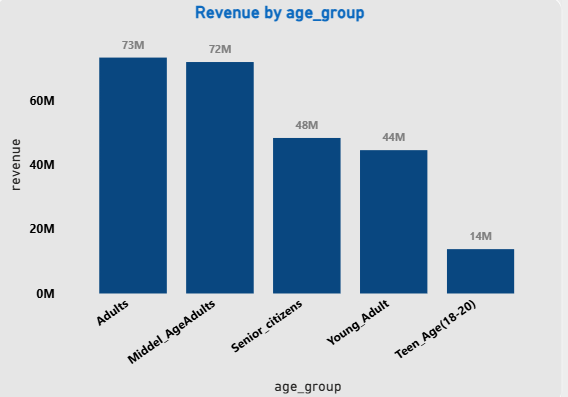 Revenue by age_group
73M
72M
48M
44M
14M
60M
40M
20M
0M
revenue
Adults
Middel_AgeAdults
Senior_citizens
Young_Adult
Teen_Age(18-20)
age_group